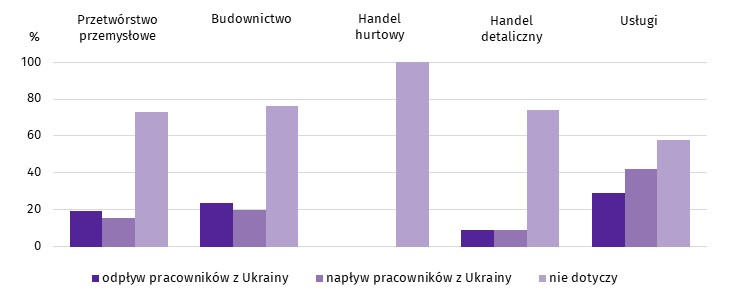 Przetwórstwo
przemysłowe
Budownictwo
Handel
hurtowy
Handel
detaliczny
Usługi
%
100
80
60
40
20
0
odpływ pracowników z Ukrainy
napływ pracowników z Ukrainy
nie dotyczy